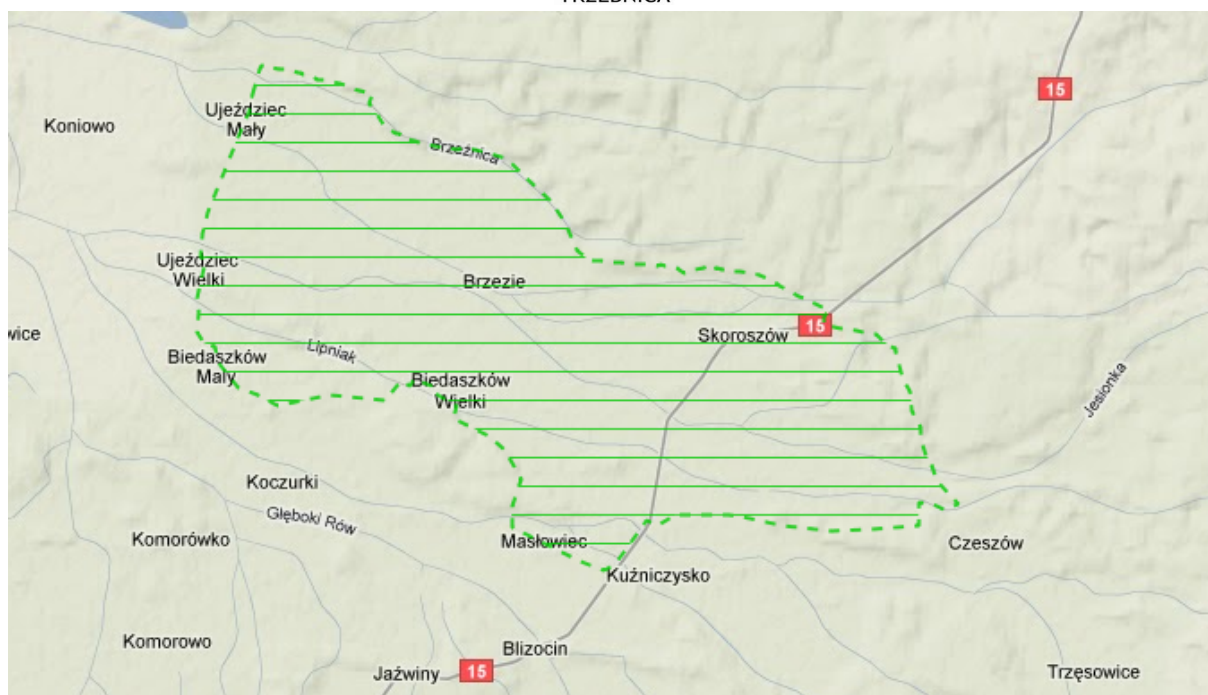 TRZEBNICA
15
Ujeździec
Mały
Koniowo
Brzeźnica
Ujeździec
Wielki
Brzezie
15
Skoroszów
wice
Lipniak
Biedaszków
Mały
Biedaszków
Wielki
Jesionka
Koczurki
Głęboki Rów
Komorówko
Masłowiec
Czeszów
Kuźniczysko
Komorowo
Blizocin
Jaźwiny
15
Trzęsowice